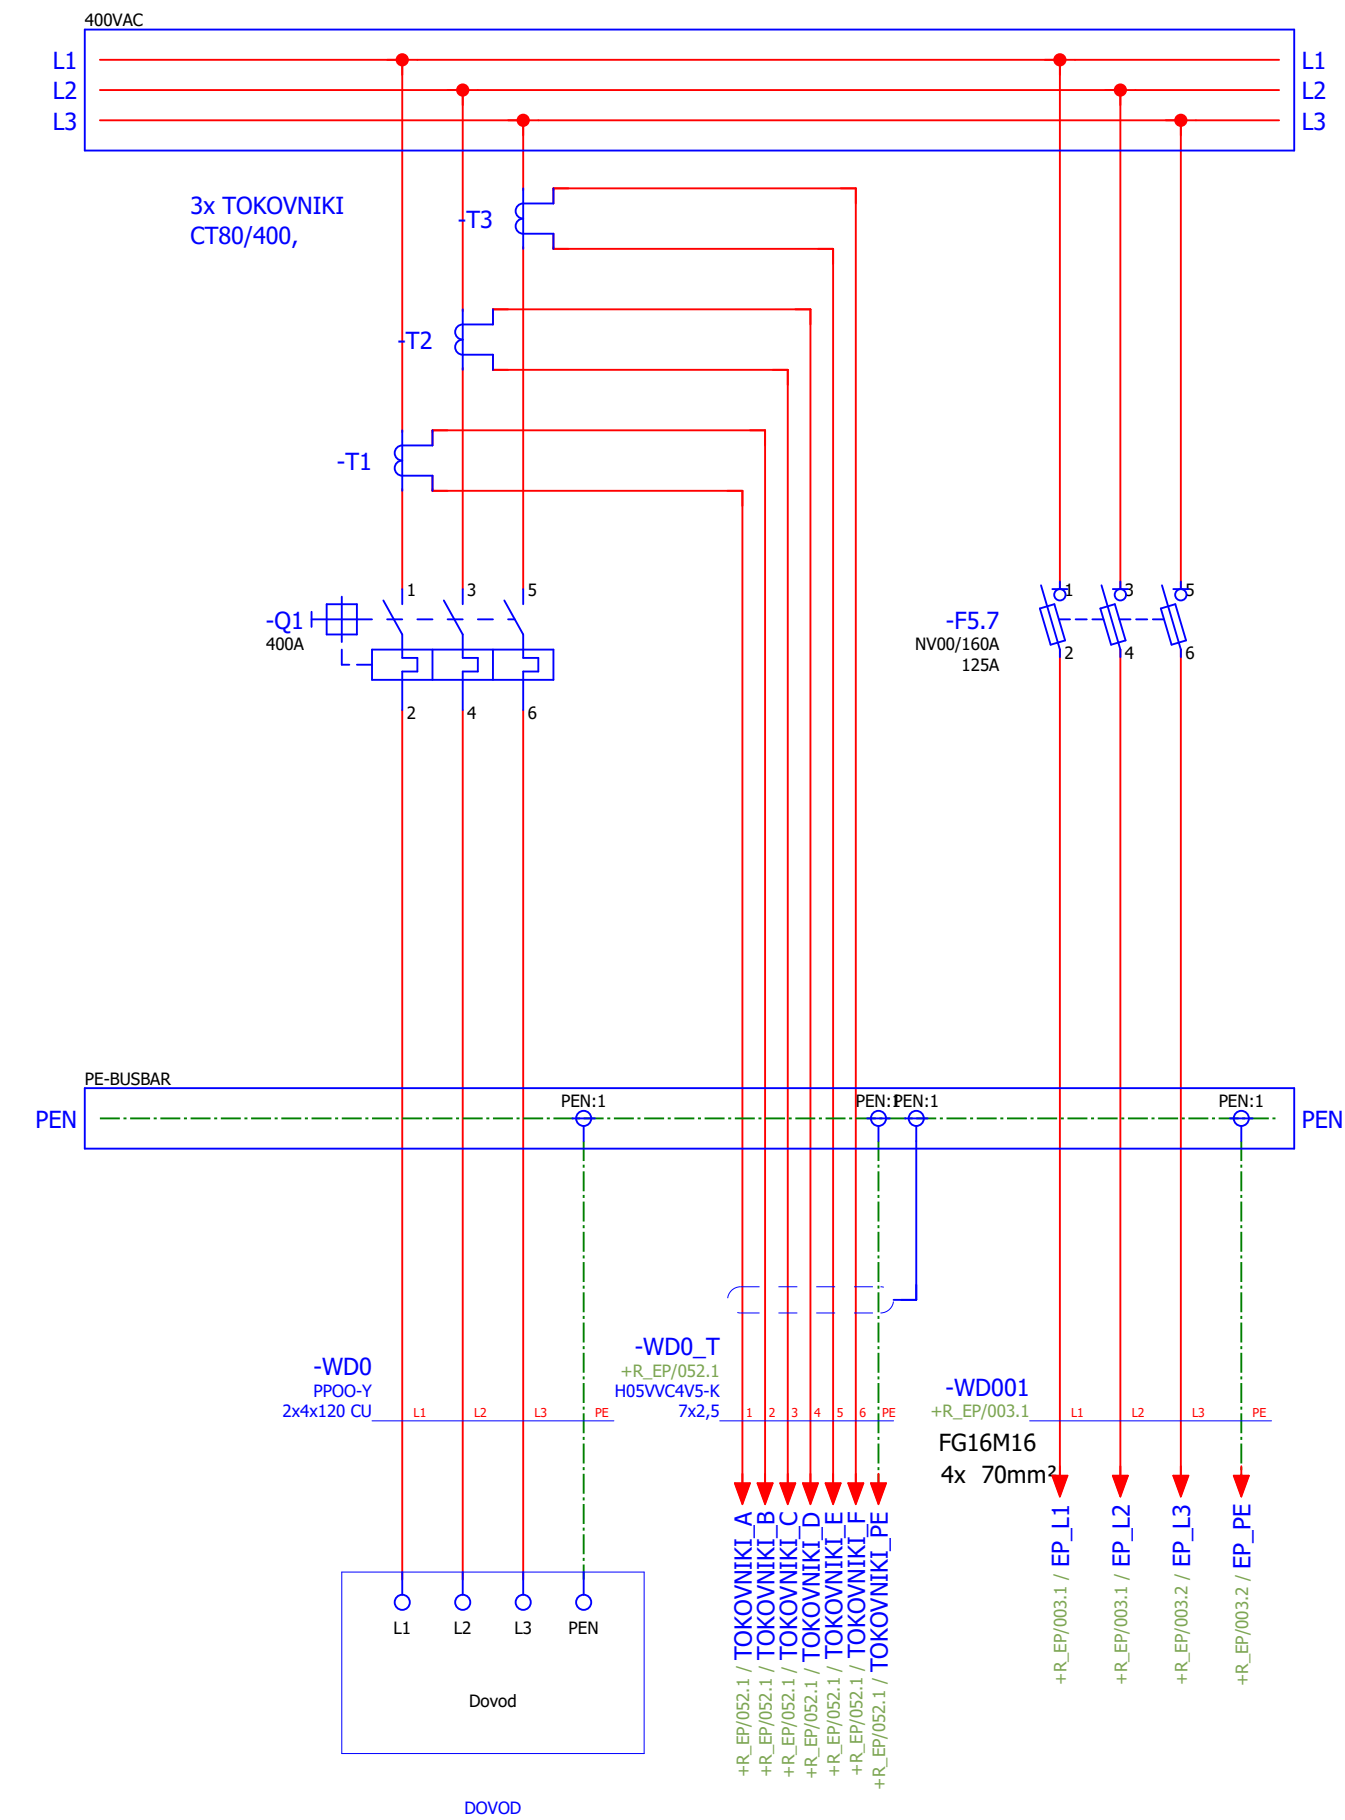 400VAC
L1 L1
L2 L2
L3 L3
3x TOKOVNIKI
CT80/400,
-T3
-T2
-T1
1 3 5
-Q1
400A
2 4 6
1 3 5
-F5.7
NV00/160A
125A
2 4 6
PE-BUSBAR
PEN:1 PEN:1 PEN:1 PEN:1
PEN PEN
-WD0
PPOO-Y
2x4x120 CU
L1 L2 L3 PE
-WD0_T
+R_EP/052.1
H05VVC4V5-K
7x2,5
1 2 3 4 5 6 PE
-WD001
+R_EP/003.1
L1 L2 L3 PE
FG16M16
4x 70mm²
+R_EP/052.1 / TOKOVNIKI_A
+R_EP/052.1 / TOKOVNIKI_B
+R_EP/052.1 / TOKOVNIKI_C
+R_EP/052.1 / TOKOVNIKI_D
+R_EP/052.1 / TOKOVNIKI_E
+R_EP/052.1 / TOKOVNIKI_F
+R_EP/052.1 / TOKOVNIKI_PE
+R_EP/003.1 / EP_L1
+R_EP/003.1 / EP_L2
+R_EP/003.2 / EP_L3
+R_EP/003.2 / EP_PE
L1 L2 L3 PEN
Dovod
DOVOD